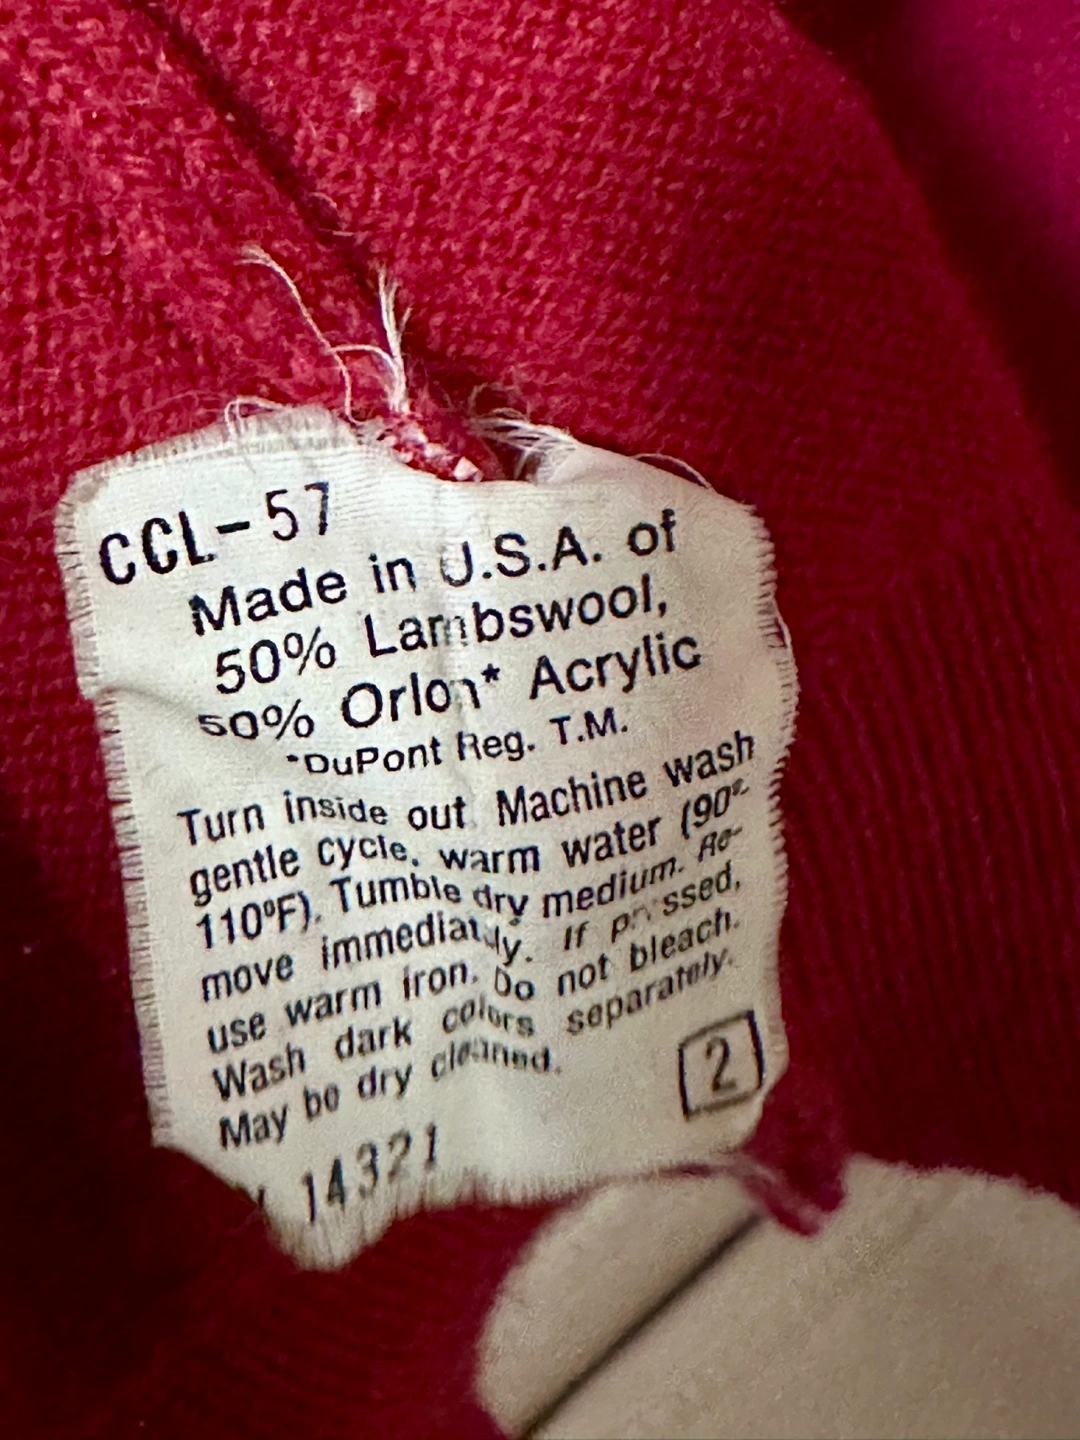 CCL-57
Made in U.S.A. of
50% Lambswool,
50% Orlon* Acrylic
*DuPont Reg. T.M.
Turn inside out. Machine wash
gentle cycle, warm water (90º-
110ºF). Tumble dry medium. Re-
move immediately. If pressed,
use warm iron. Do not bleach.
Wash dark colors separately.
May be dry cleaned.
2
14321